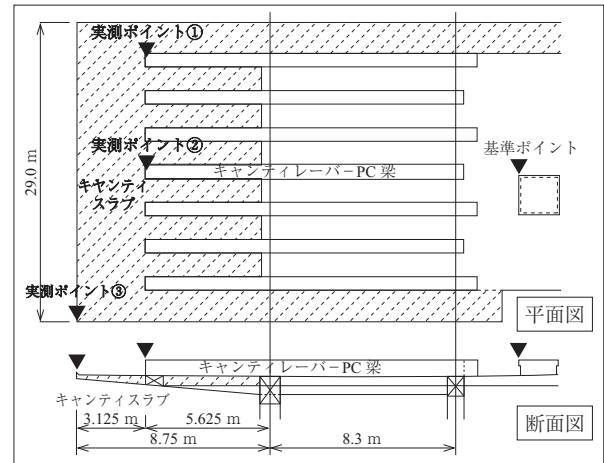 実測ポイント①
実測ポイント②
キャンティレーバーPC 梁
基準ポイント
キャンティ
スラブ
29.0 m
実測ポイント③
平面図
キャンティレーバーPC 梁
キャンティスラブ
3.125 m
5.625 m
断面図
8.75 m
8.3 m